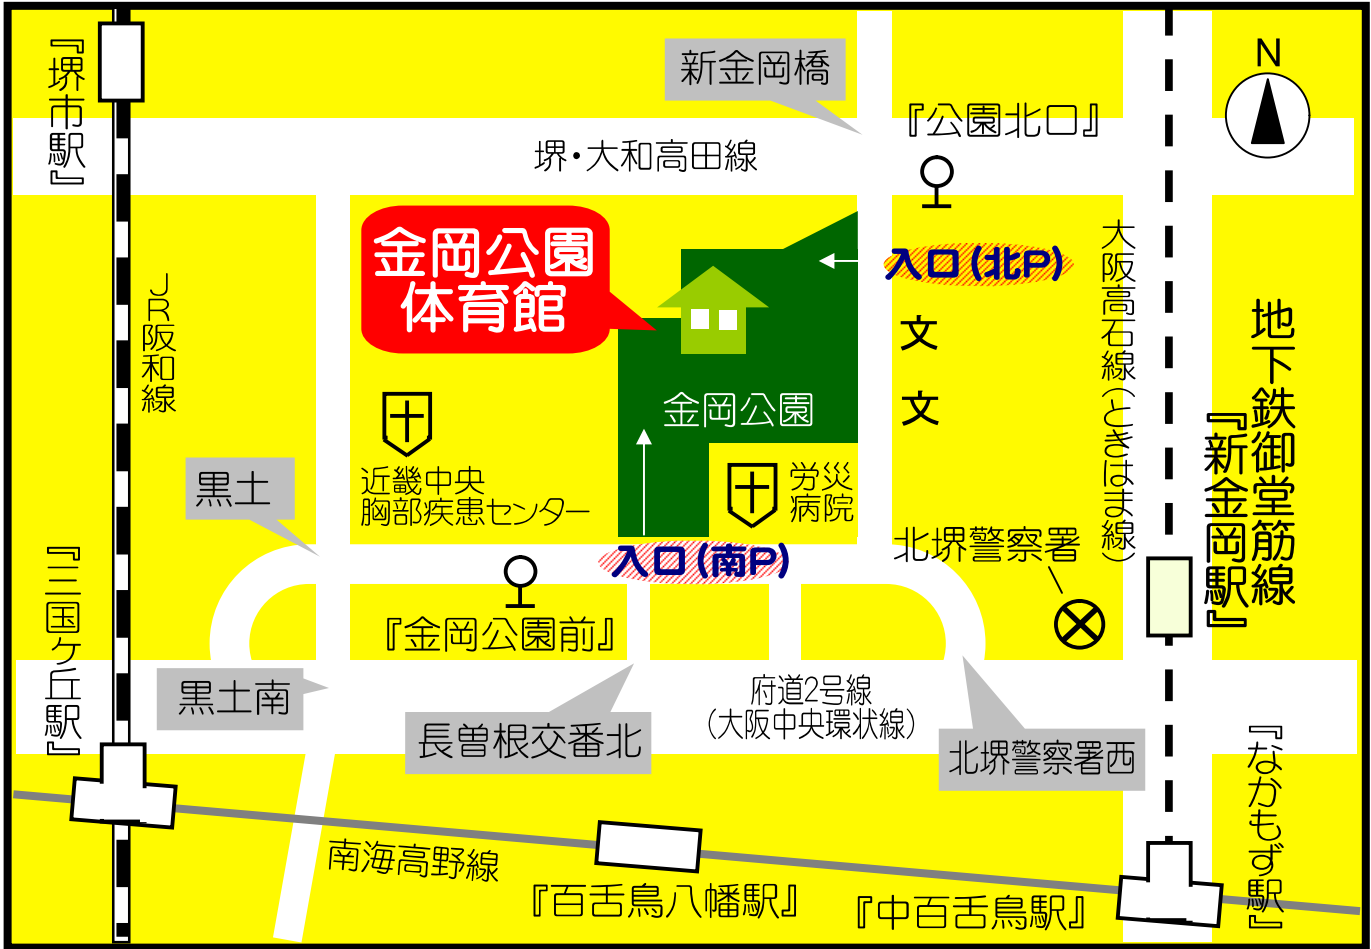 『堺市駅』
新金岡橋
N
『公園北口』
堺・大和高田線
金岡公園
体育館
入口(北P)
大阪高石線(ときはま線)
JR阪和線
文
文
地下鉄御堂筋線
『新金岡駅』
金岡公園
近畿中央
胸部疾患センター
労災
病院
黒土
北堺警察署
入口(南P)
『三国ヶ丘駅』
『金岡公園前』
黒土南
府道2号線
(大阪中央環状線)
長曽根交番北
北堺警察署西
『なかもず駅』
南海高野線
『百舌鳥八幡駅』
『中百舌鳥駅』